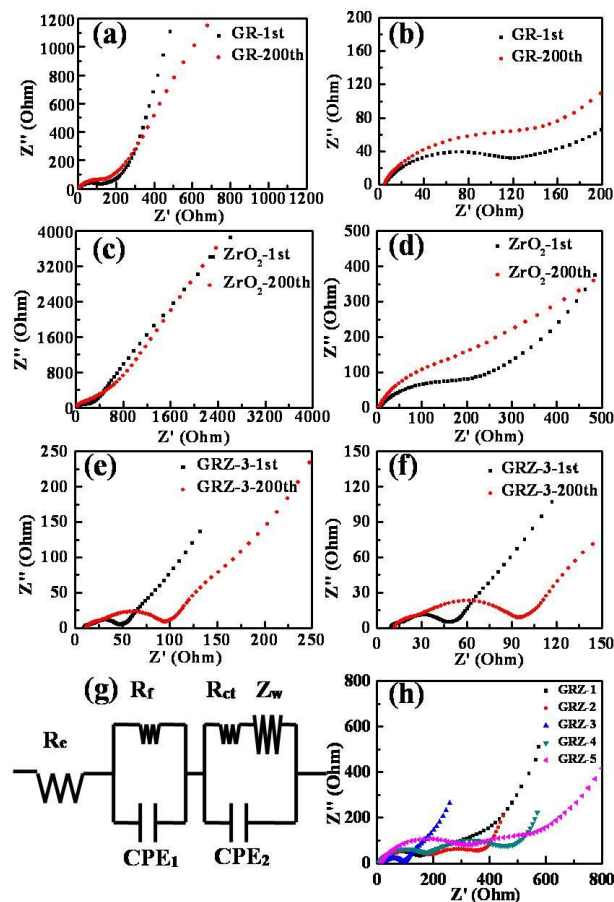 (a)
GR-1st
GR-200th
Z'' (Ohm)
1200
1000
800
600
400
200
0
0 200 400 600 800 1000 1200
Z' (Ohm)
(b)
GR-1st
GR-200th
Z'' (Ohm)
200
160
120
80
40
0
0 40 80 120 160 200
Z' (Ohm)
(c)
ZrO2-1st
ZrO2-200th
Z'' (Ohm)
4000
3200
2400
1600
800
0
0 800 1600 2400 3200 4000
Z' (Ohm)
(d)
ZrO2-1st
ZrO2-200th
Z'' (Ohm)
500
400
300
200
100
0
0 100 200 300 400 500
Z' (Ohm)
(e)
GRZ-3-1st
GRZ-3-200th
Z'' (Ohm)
250
200
150
100
50
0
0 50 100 150 200 250
Z' (Ohm)
(f)
GRZ-3-1st
GRZ-3-200th
Z'' (Ohm)
150
120
90
60
30
0
0 30 60 90 120 150
Z' (Ohm)
(g)
Re
Rf
Rct
Zw
CPE1
CPE2
(h)
GRZ-1
GRZ-2
GRZ-3
GRZ-4
GRZ-5
Z'' (Ohm)
800
600
400
200
0
0 200 400 600 800
Z' (Ohm)